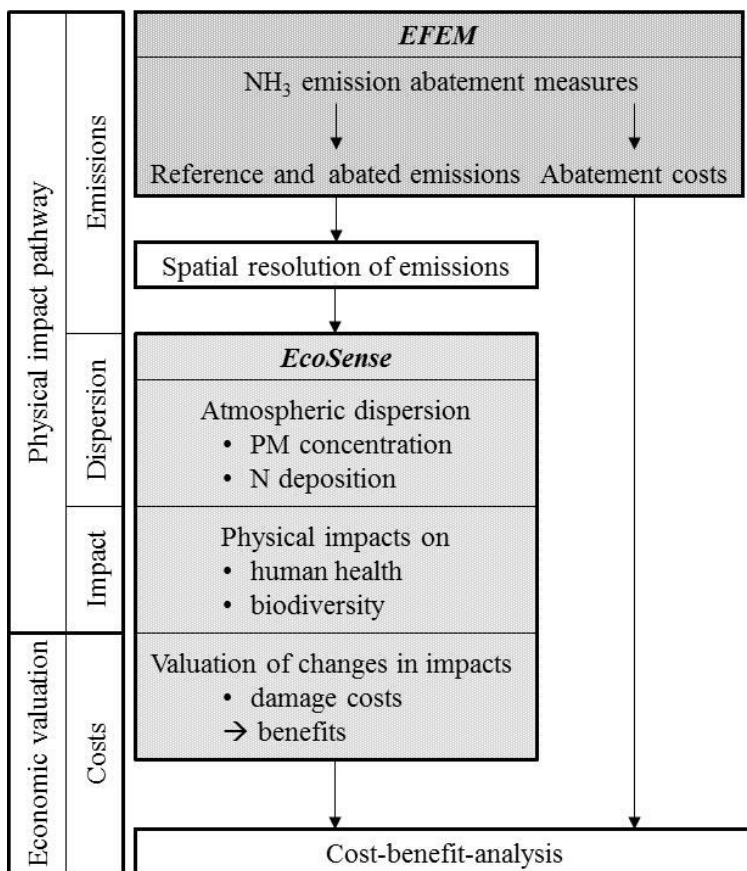 Physical impact pathway
Economic valuation
Emissions
Dispersion
Impact
Costs
EFEM
NH₃ emission abatement measures
Reference and abated emissions
Abatement costs
Spatial resolution of emissions
EcoSense
Atmospheric dispersion
• PM concentration
• N deposition
Physical impacts on
• human health
• biodiversity
Valuation of changes in impacts
• damage costs
→ benefits
Cost-benefit-analysis